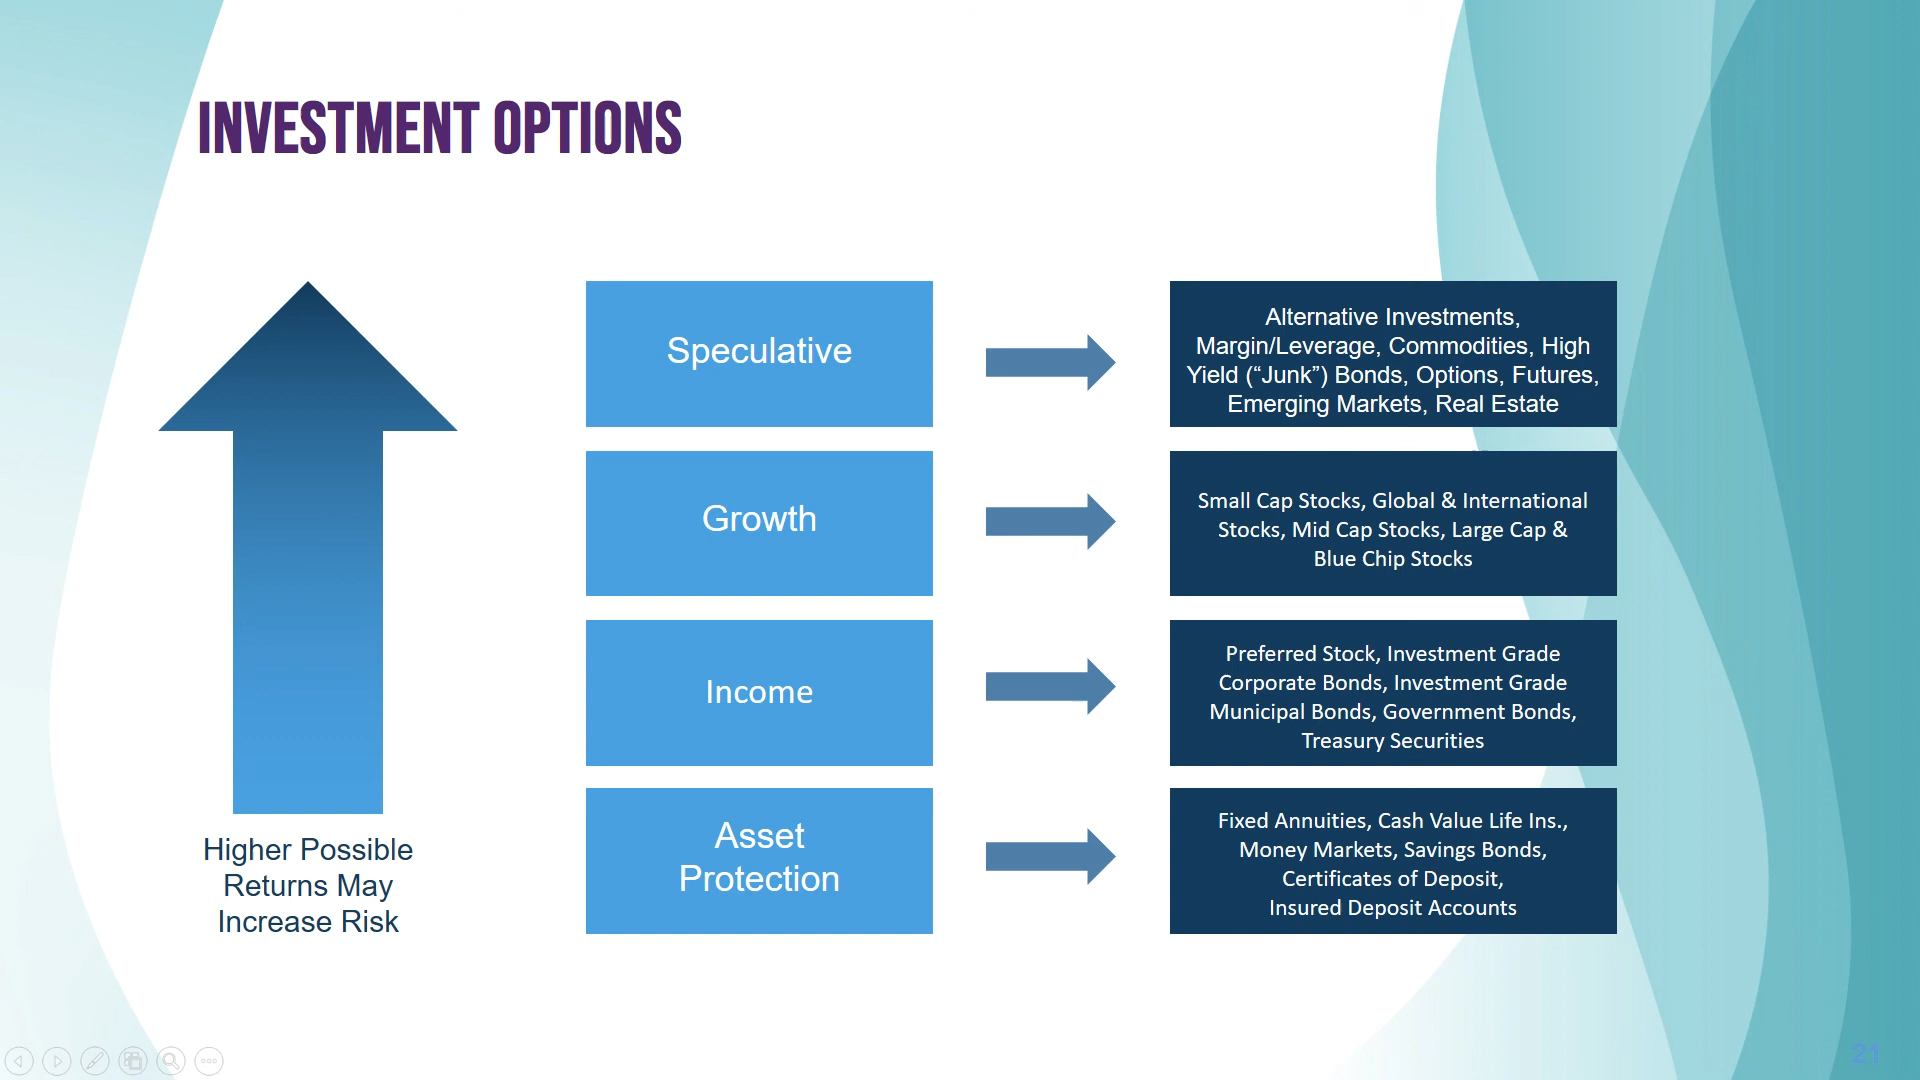 INVESTMENT OPTIONS
Speculative
Alternative Investments,
Margin/Leverage, Commodities, High
Yield (“Junk”) Bonds, Options, Futures,
Emerging Markets, Real Estate
Growth
Small Cap Stocks, Global & International
Stocks, Mid Cap Stocks, Large Cap &
Blue Chip Stocks
Income
Preferred Stock, Investment Grade
Corporate Bonds, Investment Grade
Municipal Bonds, Government Bonds,
Treasury Securities
Asset
Protection
Fixed Annuities, Cash Value Life Ins.,
Money Markets, Savings Bonds,
Certificates of Deposit,
Insured Deposit Accounts
Higher Possible
Returns May
Increase Risk
21